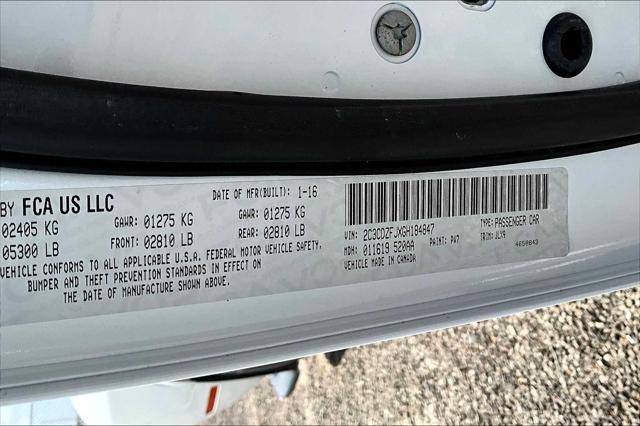 BY FCA US LLC
DATE OF MFR(BUILT): 1-16
02405 KG GAWR: 01275 KG GAWR: 01275 KG
05300 LB FRONT: 02810 LB REAR: 02810 LB
VEHICLE CONFORMS TO ALL APPLICABLE U.S.A. FEDERAL MOTOR VEHICLE SAFETY,
BUMPER AND THEFT PREVENTION STANDARDS IN EFFECT ON
THE DATE OF MANUFACTURE SHOWN ABOVE.
VIN: 2C3CDZFJXGH184847 TYPE: PASSENGER CAR
MDH: 011619 520AA PAINT: PW7 TRIM: JLX9
VEHICLE MADE IN CANADA 4658643